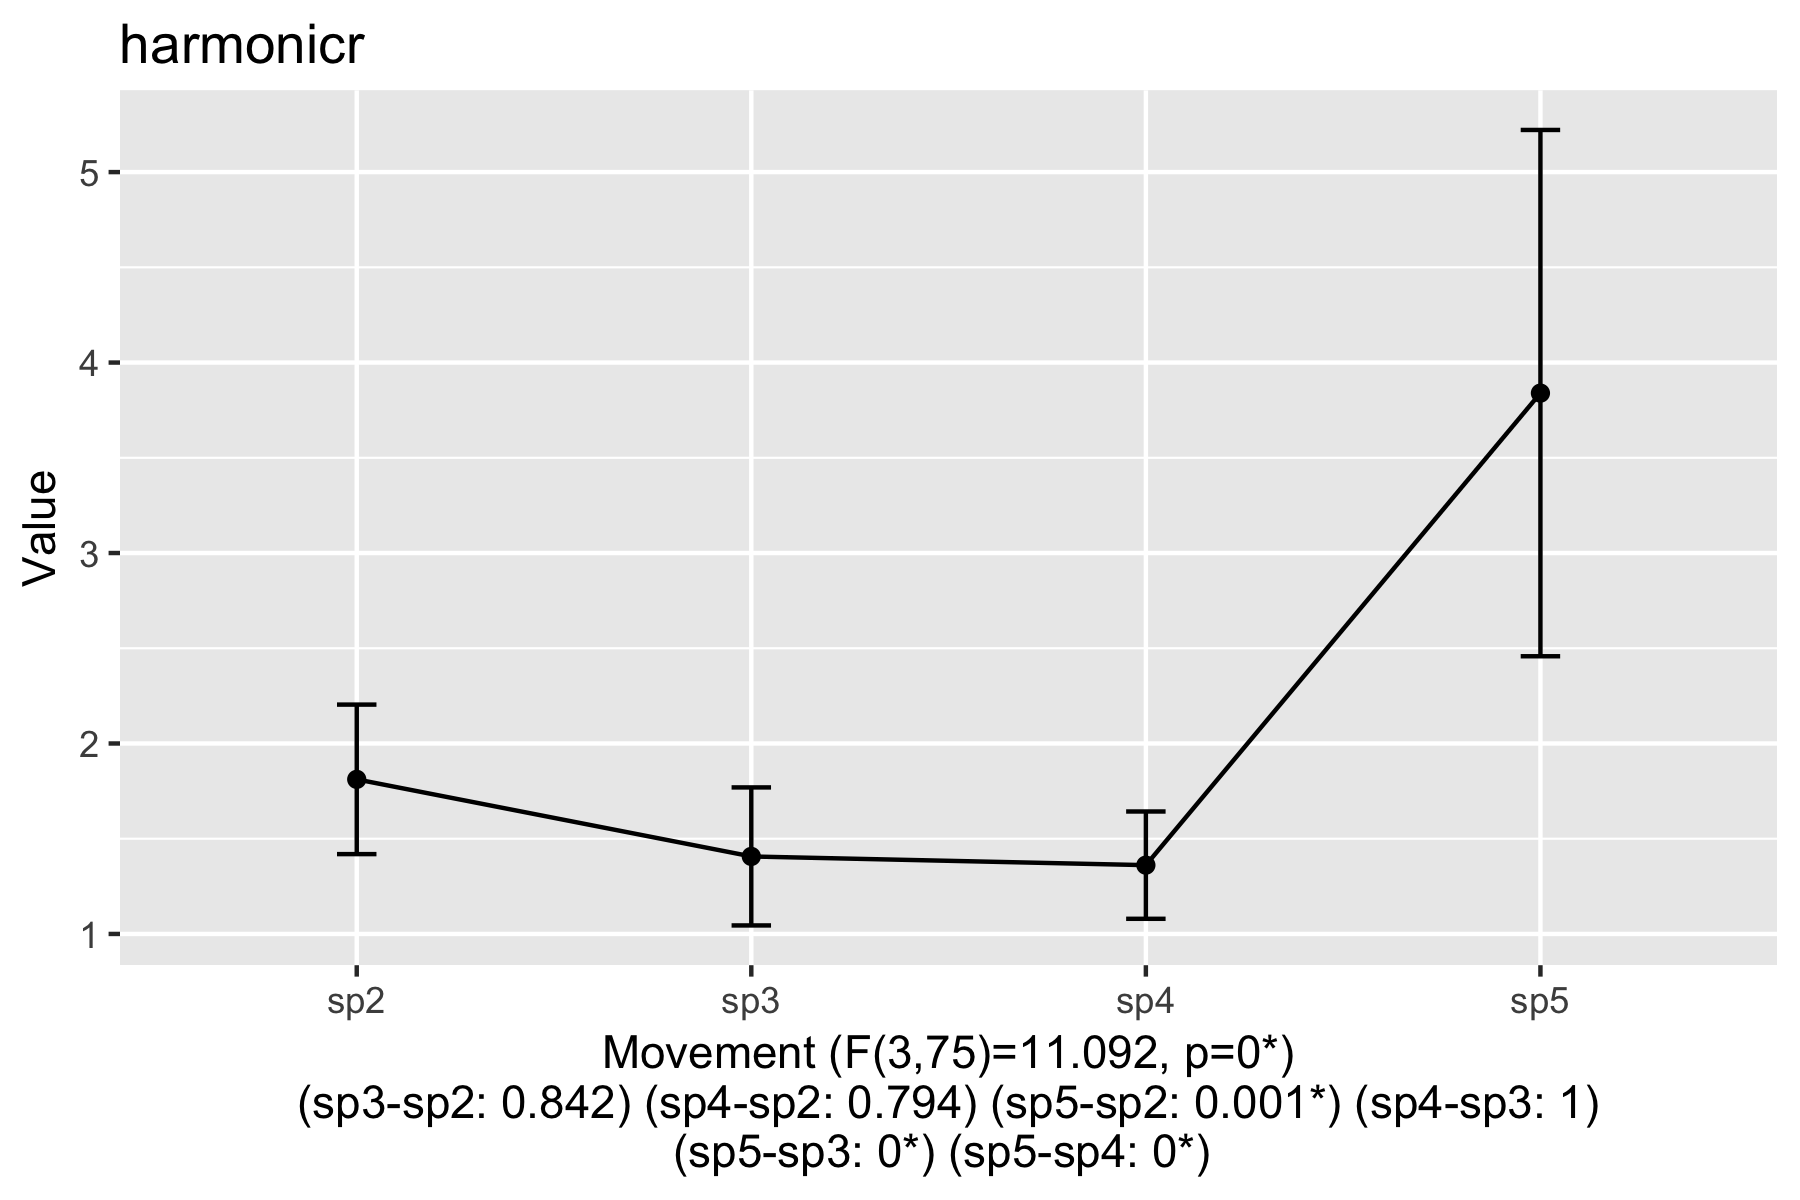 harmonicr
Value
5
4
3
2
1
sp2 sp3 sp4 sp5
Movement (F(3,75)=11.092, p=0*)
(sp3-sp2: 0.842) (sp4-sp2: 0.794) (sp5-sp2: 0.001*) (sp4-sp3: 1)
(sp5-sp3: 0*) (sp5-sp4: 0*)